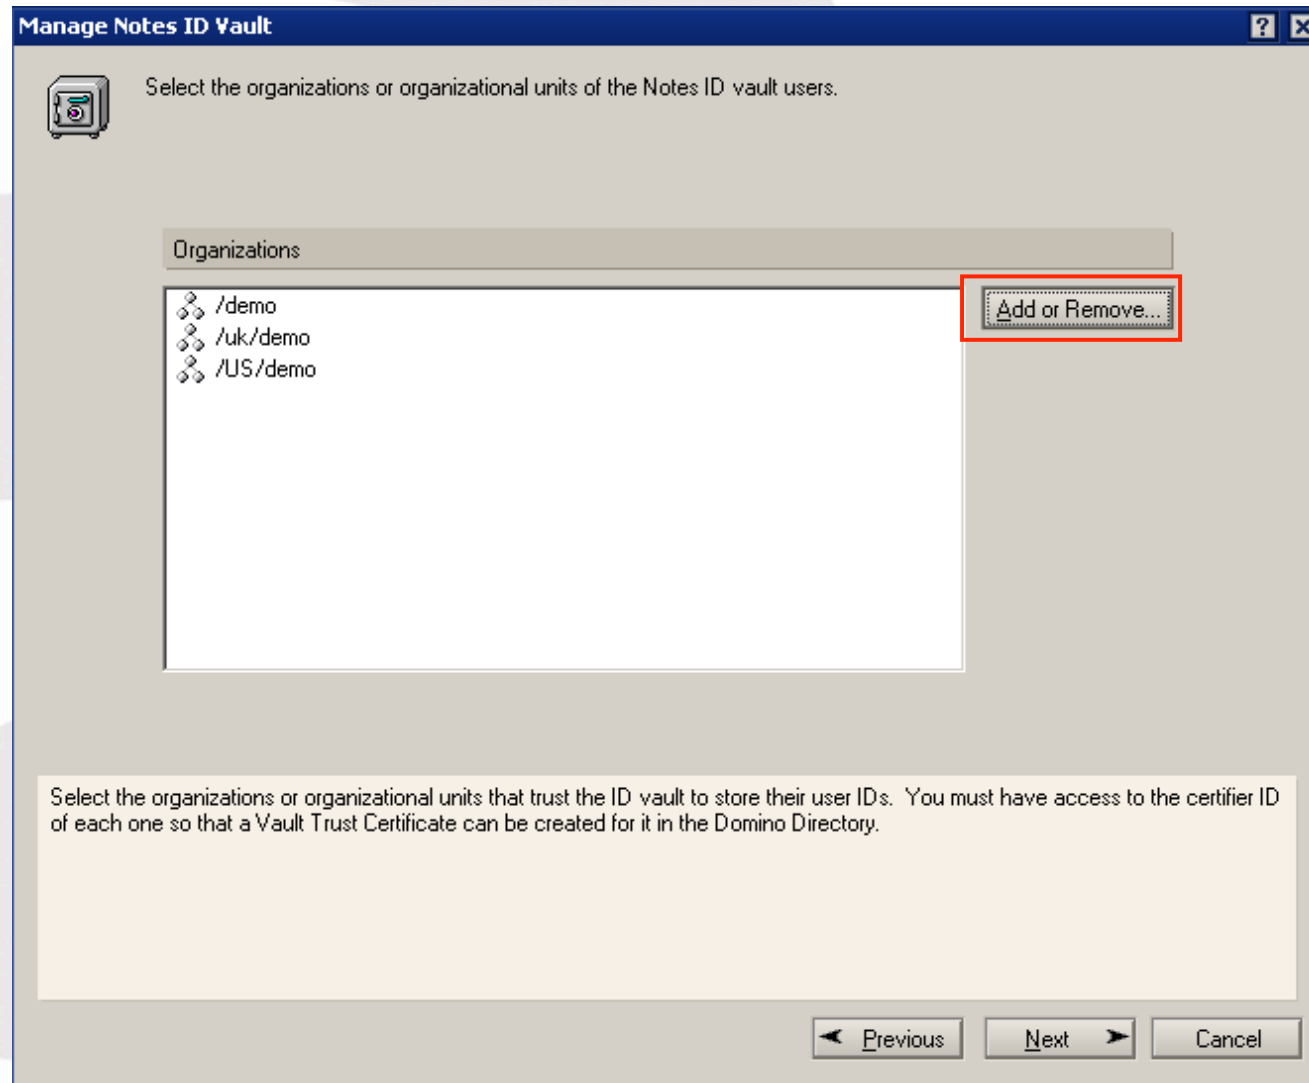 Manage Notes ID Vault
Select the organizations or organizational units of the Notes ID vault users.
Organizations
/demo
/uk/demo
/US/demo
Add or Remove...
Select the organizations or organizational units that trust the ID vault to store their user IDs.  You must have access to the certifier ID
of each one so that a Vault Trust Certificate can be created for it in the Domino Directory.
Previous
Next
Cancel